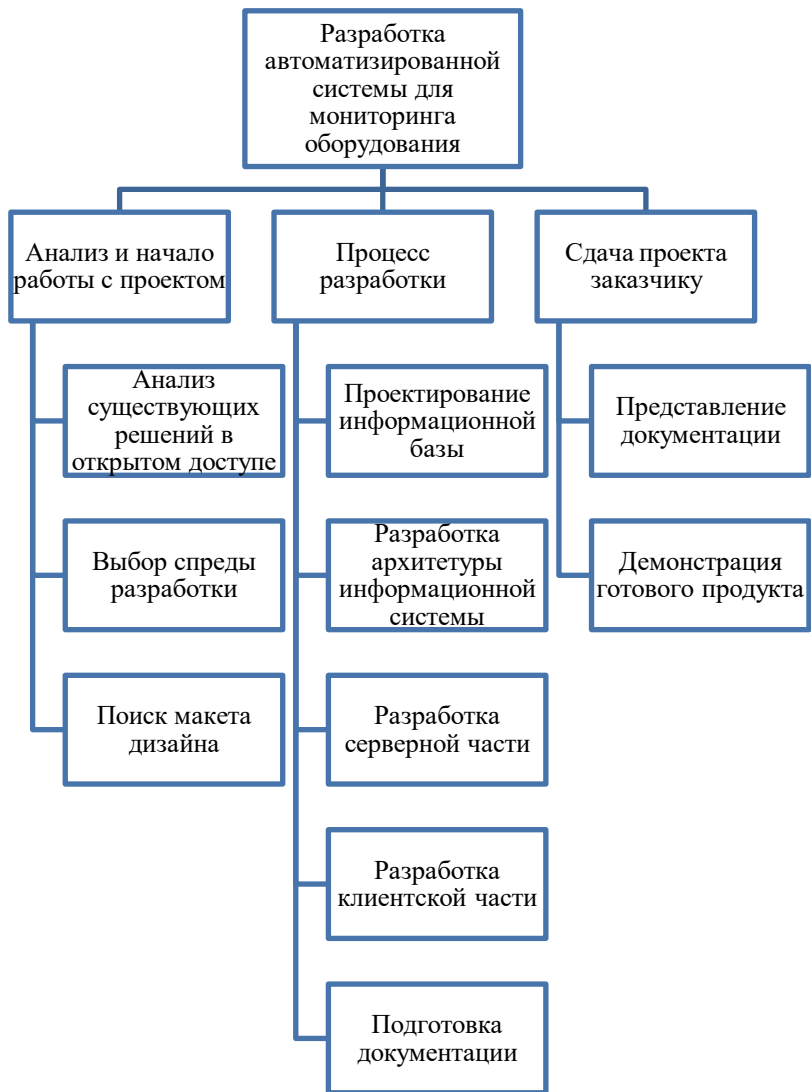 Разработка
автоматизированной
системы для
мониторинга
оборудования
Анализ и начало
работы с проектом
Анализ
существующих
решений в
открытом доступе
Выбор спреды
разработки
Поиск макета
дизайна
Процесс
разработки
Проектирование
информационной
базы
Разработка
архитетуры
информационной
системы
Разработка
серверной части
Разработка
клиентской части
Подготовка
документации
Сдача проекта
заказчику
Представление
документации
Демонстрация
готового продукта